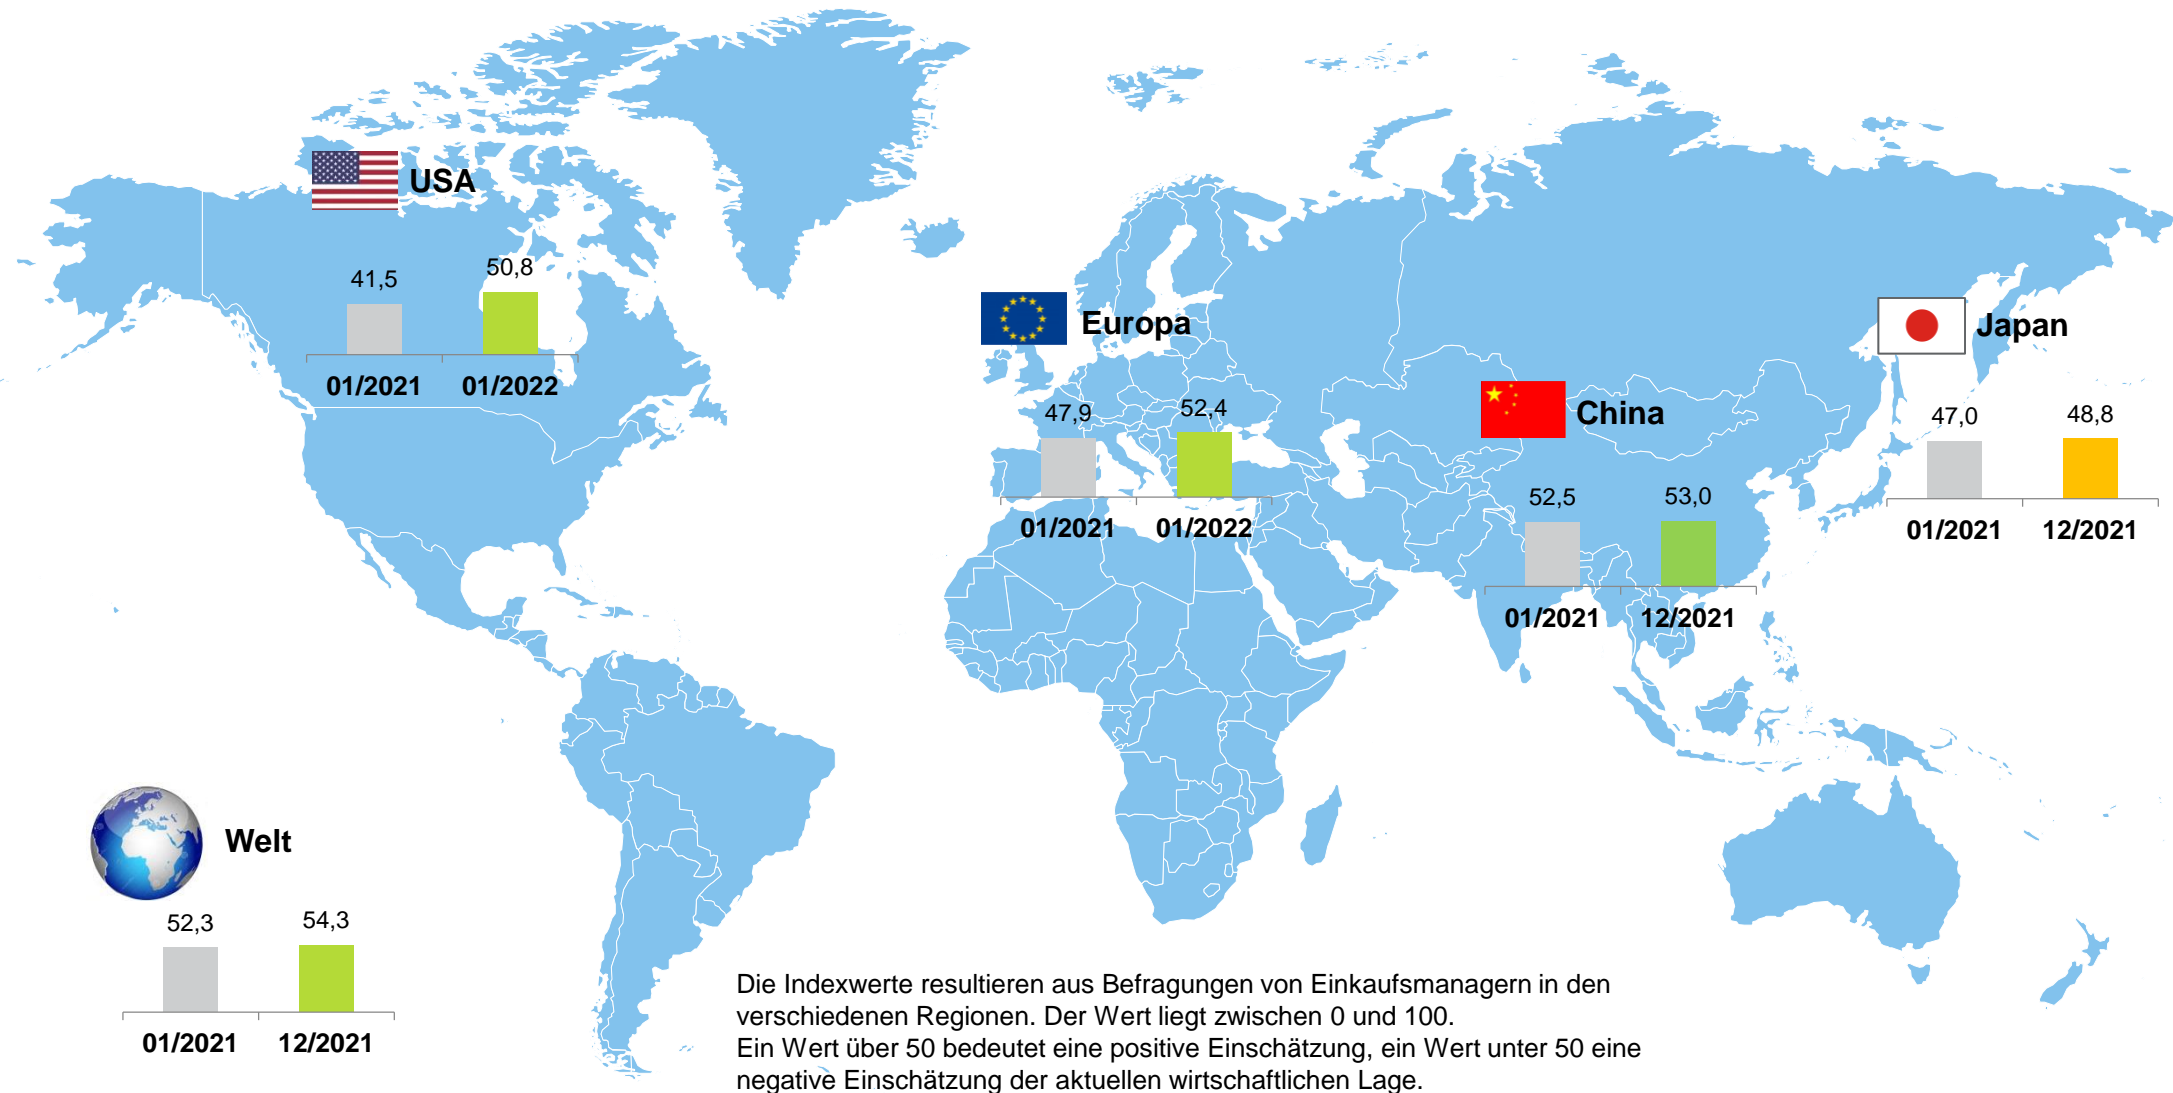 USA
41,5
50,8
01/2021 01/2022
Europa
47,9
52,4
01/2021 01/2022
China
52,5
53,0
01/2021 12/2021
Japan
47,0
48,8
01/2021 12/2021
Welt
52,3
54,3
01/2021 12/2021
Die Indexwerte resultieren aus Befragungen von Einkaufsmanagern in den
verschiedenen Regionen. Der Wert liegt zwischen 0 und 100.
Ein Wert über 50 bedeutet eine positive Einschätzung, ein Wert unter 50 eine
negative Einschätzung der aktuellen wirtschaftlichen Lage.